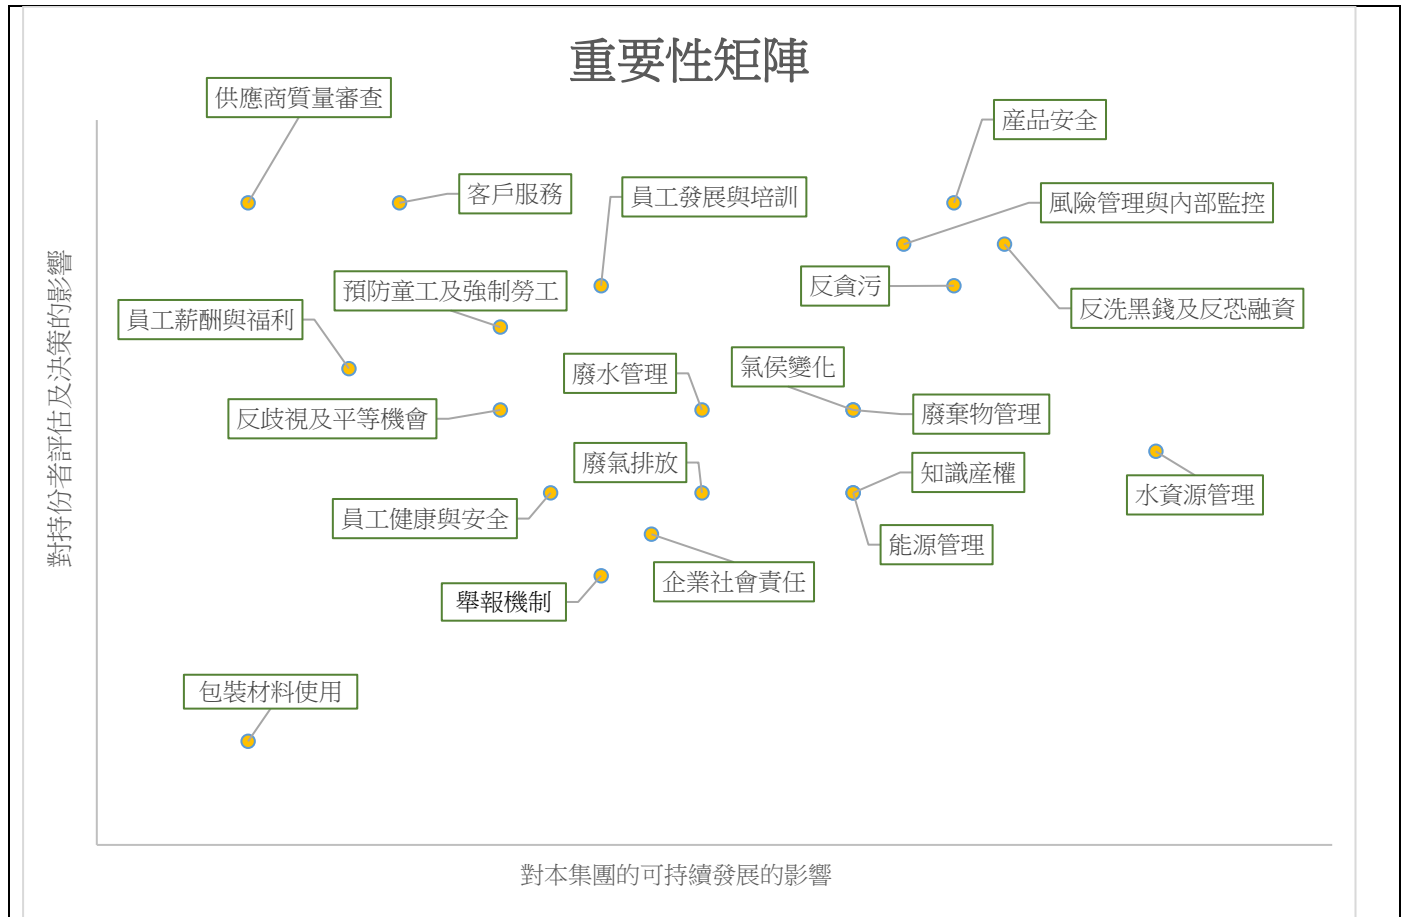 重要性矩陣
供應商質量審查
産品安全
客戶服務
員工發展與培訓
風險管理與內部監控
反貪污
預防童工及強制勞工
員工薪酬與福利
反洗黑錢及反恐融資
廢水管理
氣侯變化
反歧視及平等機會
廢棄物管理
廢氣排放
知識産權
水資源管理
員工健康與安全
能源管理
企業社會責任
舉報機制
包裝材料使用
對持份者評估及決策的影響
對本集團的可持續發展的影響